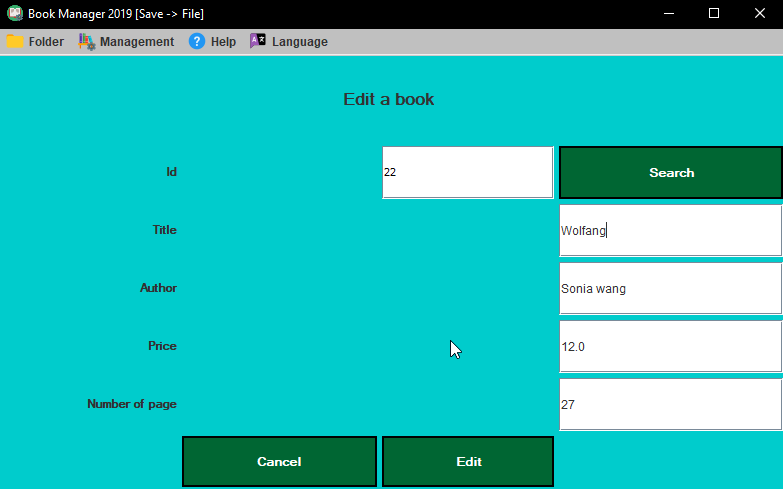 Book Manager 2019 [Save -> File]
Folder Management Help Language
Edit a book
Id 22 Search
Title Wolfang
Author Sonia wang
Price 12.0
Number of page 27
Cancel Edit